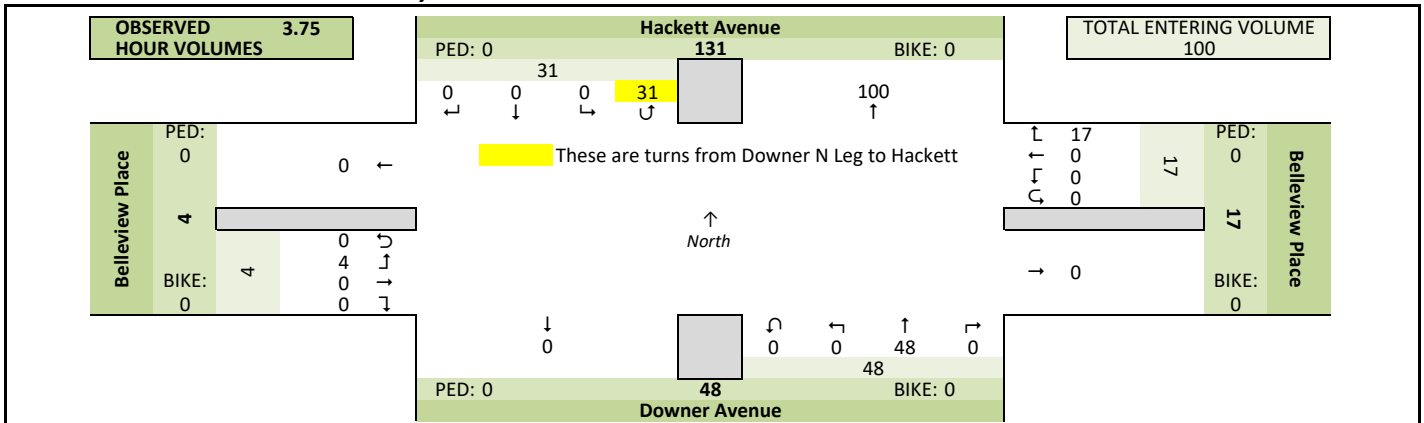 OBSERVED 3.75
HOUR VOLUMES
Hackett Avenue
PED: 0 131 BIKE: 0
TOTAL ENTERING VOLUME
100
31
0 0 0 31 100
↵ ↓ ↳ ↺ ↑
Belleview Place
PED:
0
4
BIKE:
0
4
0 ←
0 ↺
4 ↱
0 →
0 ↴
These are turns from Downer N Leg to Hackett
↑
North
↑ 17
← 0
↓ 0
↺ 0
→ 0
17
PED:
0
17
BIKE:
0
Belleview Place
↓
0
↺ ↰ ↑ ↱
0 0 48 0
48
PED: 0 48 BIKE: 0
Downer Avenue